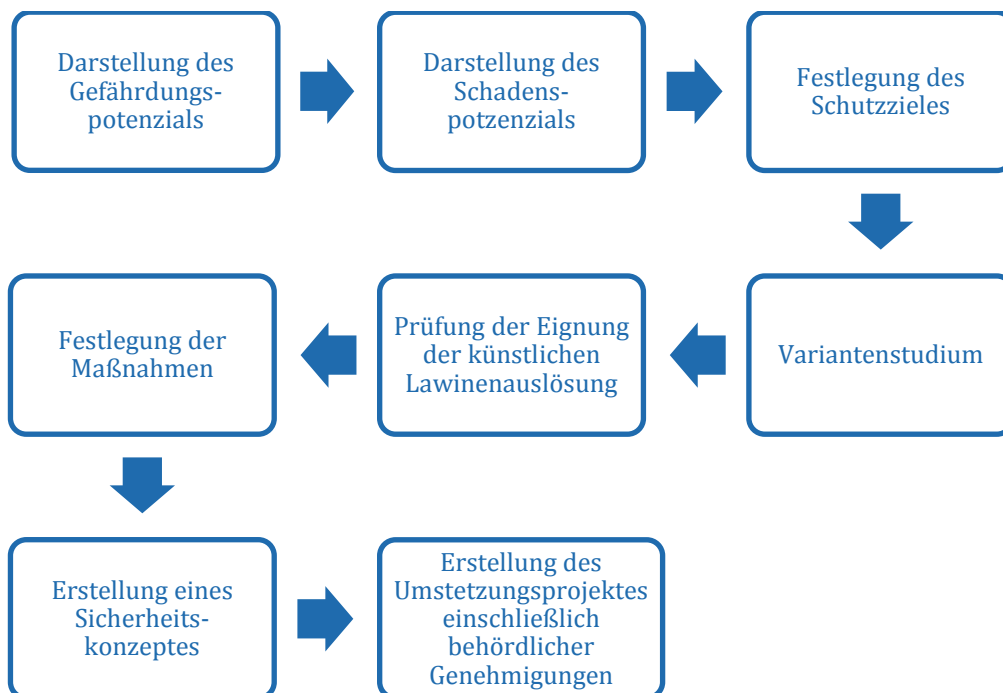 Darstellung des
Gefährdungs-
potenzials
Darstellung des
Schadens-
potzenzials
Festlegung des
Schutzzieles
Variantenstudium
Prüfung der Eignung
der künstlichen
Lawinenauslösung
Festlegung der
Maßnahmen
Erstellung eines
Sicherheits-
konzeptes
Erstellung des
Umstetzungsprojektes
einschließlich
behördlicher
Genehmigungen